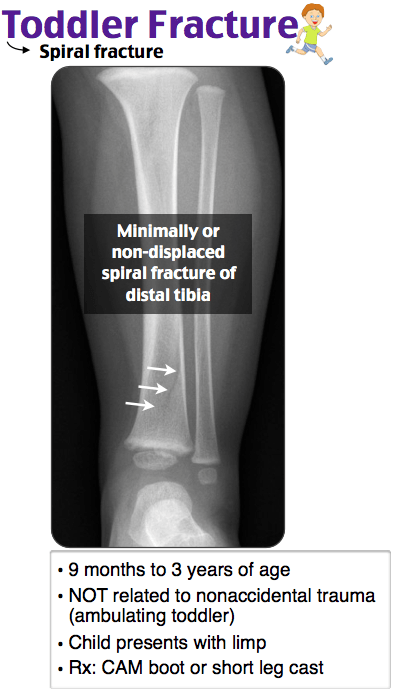 Toddler Fracture
Spiral fracture
Minimally or
non-displaced
spiral fracture of
distal tibia
• 9 months to 3 years of age
• NOT related to nonaccidental trauma
(ambulating toddler)
• Child presents with limp
• Rx: CAM boot or short leg cast